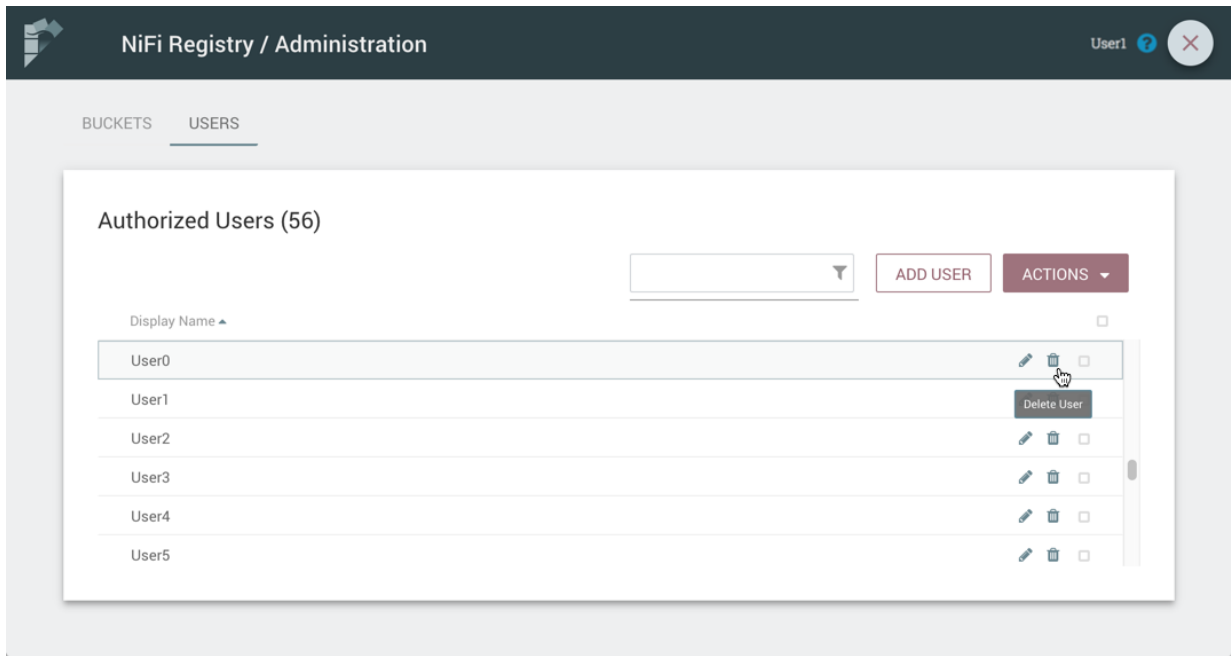 NiFi Registry / Administration
User1 ?
BUCKETS USERS
Authorized Users (56)
ADD USER ACTIONS
Display Name
User0
User1
Delete User
User2
User3
User4
User5